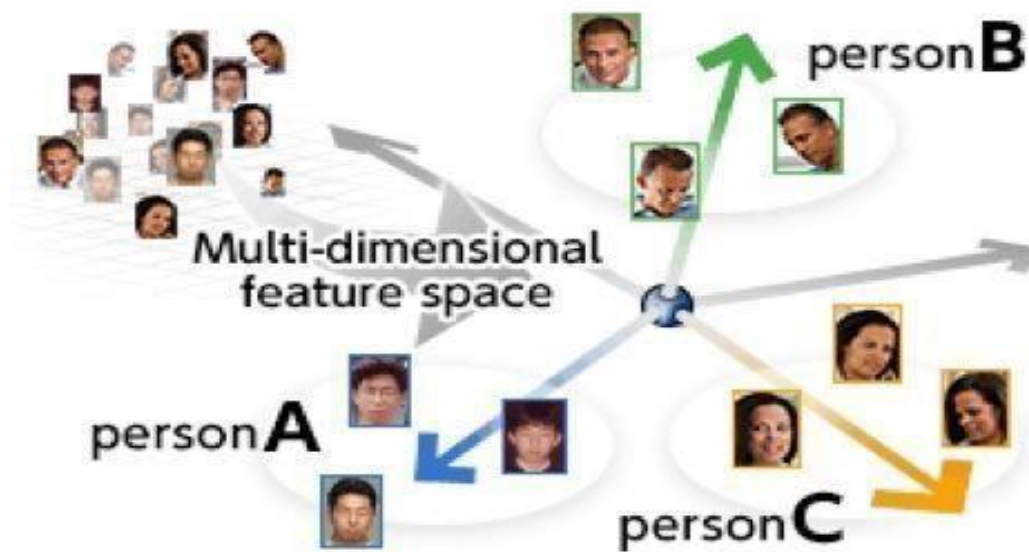 person B
Multi-dimensional
feature space
person A
person C